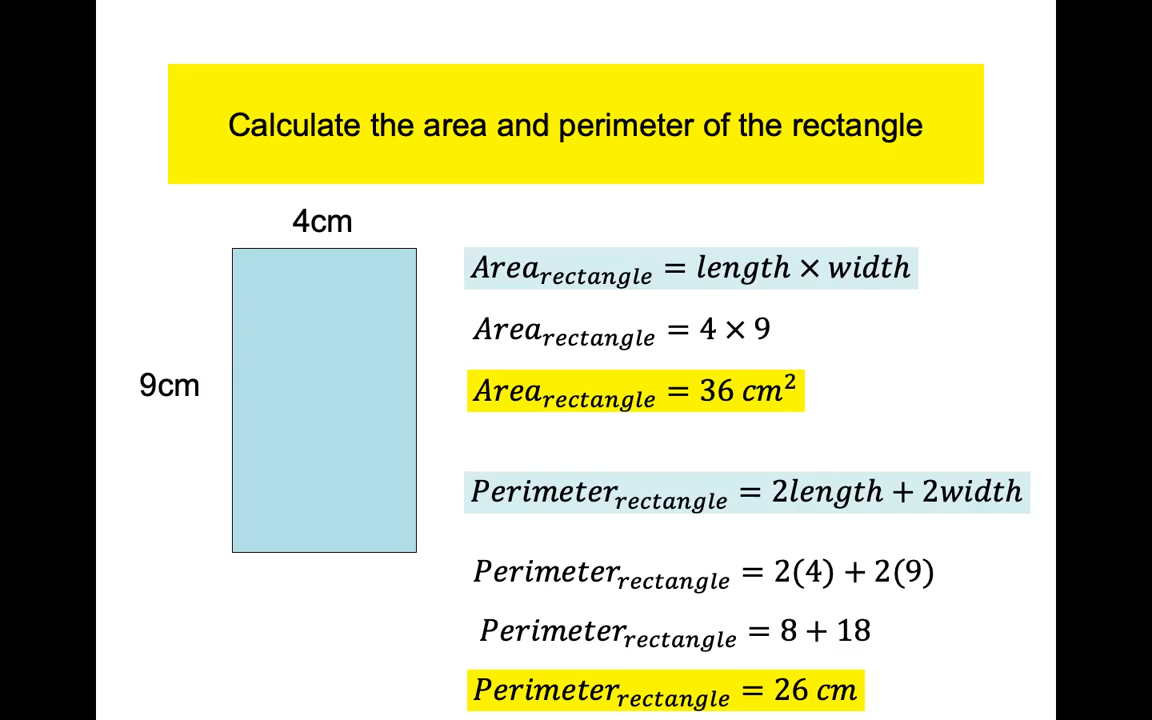 Calculate the area and perimeter of the rectangle
4cm
9cm
Area_rectangle = length × width
Area_rectangle = 4 × 9
Area_rectangle = 36 cm²
Perimeter_rectangle = 2length + 2width
Perimeter_rectangle = 2(4) + 2(9)
Perimeter_rectangle = 8 + 18
Perimeter_rectangle = 26 cm